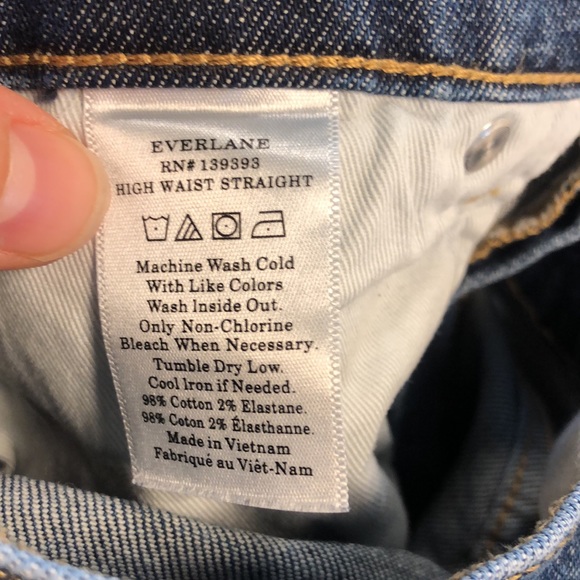 EVERLANE
RN# 139393
HIGH WAIST STRAIGHT
Machine Wash Cold
With Like Colors
Wash Inside Out.
Only Non-Chlorine
Bleach When Necessary.
Tumble Dry Low.
Cool Iron if Needed.
98% Cotton 2% Elastane.
98% Coton 2% Élasthanne.
Made in Vietnam
Fabriqué au Viêt-Nam